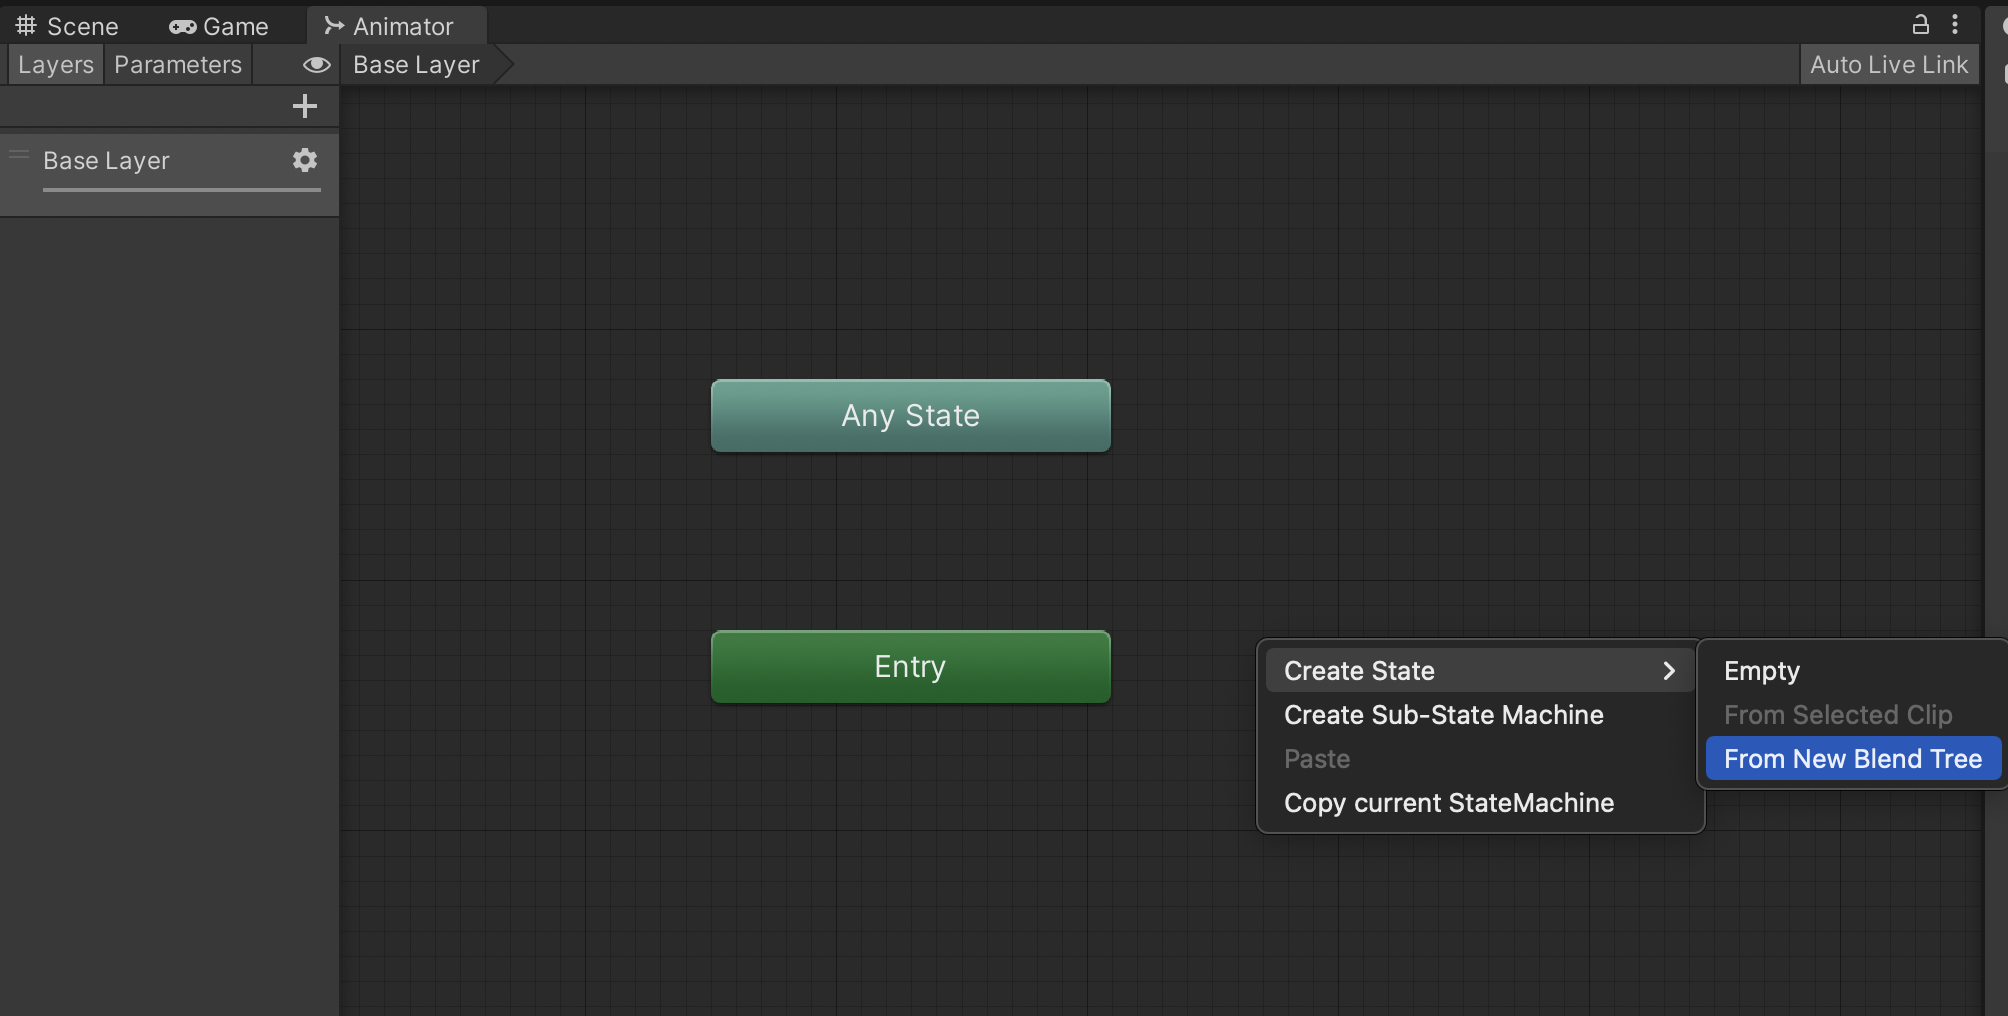 Scene Game Animator
Layers Parameters Base Layer Auto Live Link
Base Layer
Any State
Entry
Create State
Create Sub-State Machine
Paste
Copy current StateMachine
Empty
From Selected Clip
From New Blend Tree